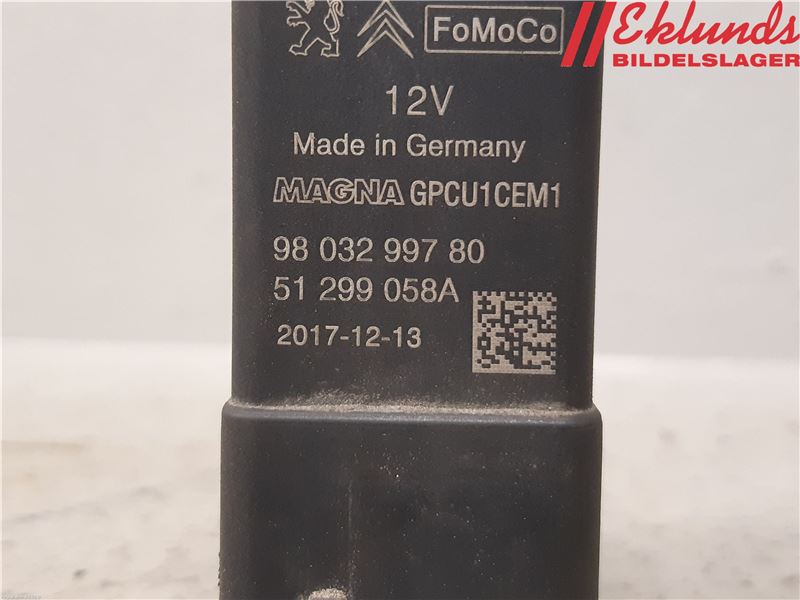 FoMoCo
Eklunds
BILDELSLAGER
12V
Made in Germany
MAGNA GPCU1CEM1
98 032 997 80
51 299 058A
2017-12-13